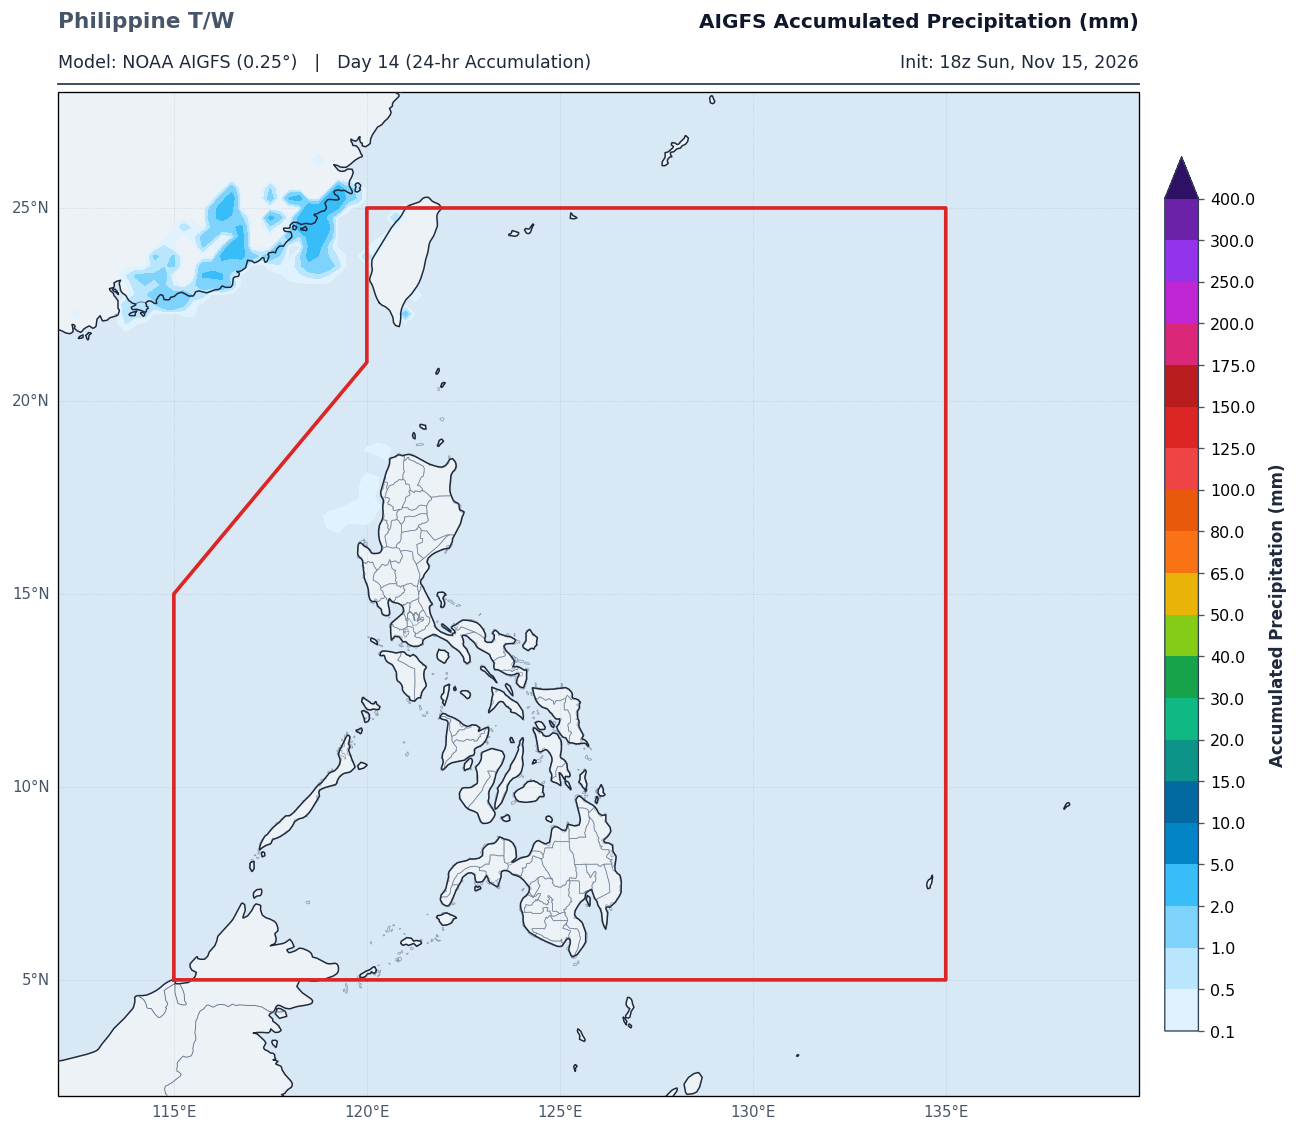 Philippine T/W
AIGFS Accumulated Precipitation (mm)
Model: NOAA AIGFS (0.25°)   |   Day 14 (24-hr Accumulation)
Init: 18z Sun, Nov 15, 2026
25°N
20°N
15°N
10°N
5°N
115°E
120°E
125°E
130°E
135°E
400.0
300.0
250.0
200.0
175.0
150.0
125.0
100.0
80.0
65.0
50.0
40.0
30.0
20.0
15.0
10.0
5.0
2.0
1.0
0.5
0.1
Accumulated Precipitation (mm)